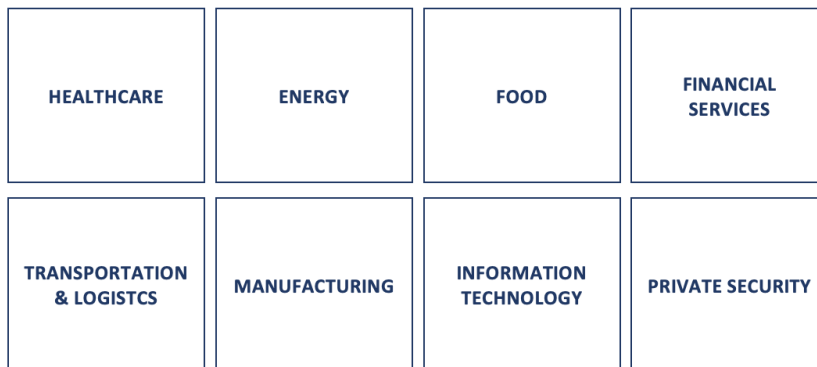 HEALTHCARE
ENERGY
FOOD
FINANCIAL
SERVICES
TRANSPORTATION
& LOGISTCS
MANUFACTURING
INFORMATION
TECHNOLOGY
PRIVATE SECURITY